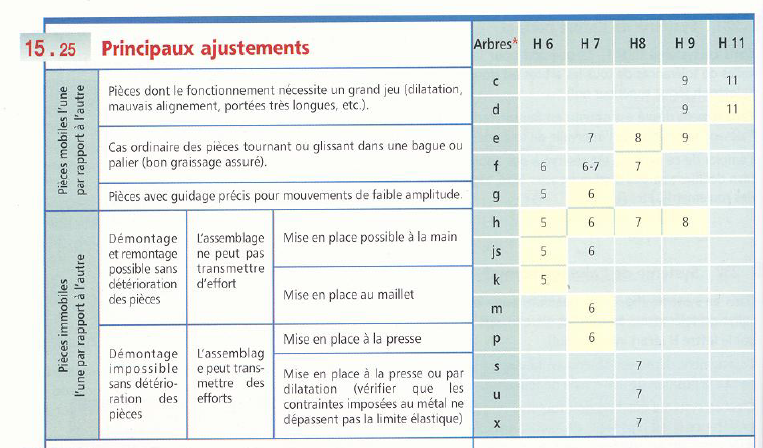 15.25 Principaux ajustements
Arbres* H 6 H 7 H8 H 9 H 11
Pièces mobiles l'une
par rapport à l'autre
Pièces dont le fonctionnement nécessite un grand jeu (dilatation,
mauvais alignement, portées très longues, etc.).
c 9 11
d 9 11
Cas ordinaire des pièces tournant ou glissant dans une bague ou
palier (bon graissage assuré).
e 7 8 9
f 6 6-7 7
Pièces avec guidage précis pour mouvements de faible amplitude.
g 5 6
Pièces immobiles
l'une par rapport à l'autre
Démontage
et remontage
possible sans
détérioration
des pièces
L'assemblage
ne peut pas
transmettre
d'effort
Mise en place possible à la main
h 5 6 7 8
js 5 6
Mise en place au maillet
k 5
m 6
Démontage
impossible
sans détério-
ration des
pièces
L'assemblag
e peut trans-
mettre des
efforts
Mise en place à la presse
p 6
Mise en place à la presse ou par
dilatation (vérifier que les
contraintes imposées au métal ne
dépassent pas la limite élastique)
s 7
u 7
x 7